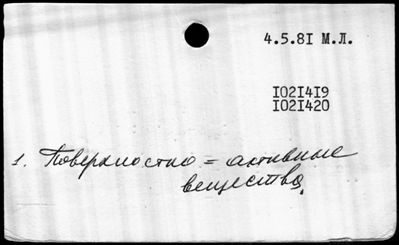 4.5.81 М.Л.
1021419
1021420
1. Поверхностно = активные
вещества